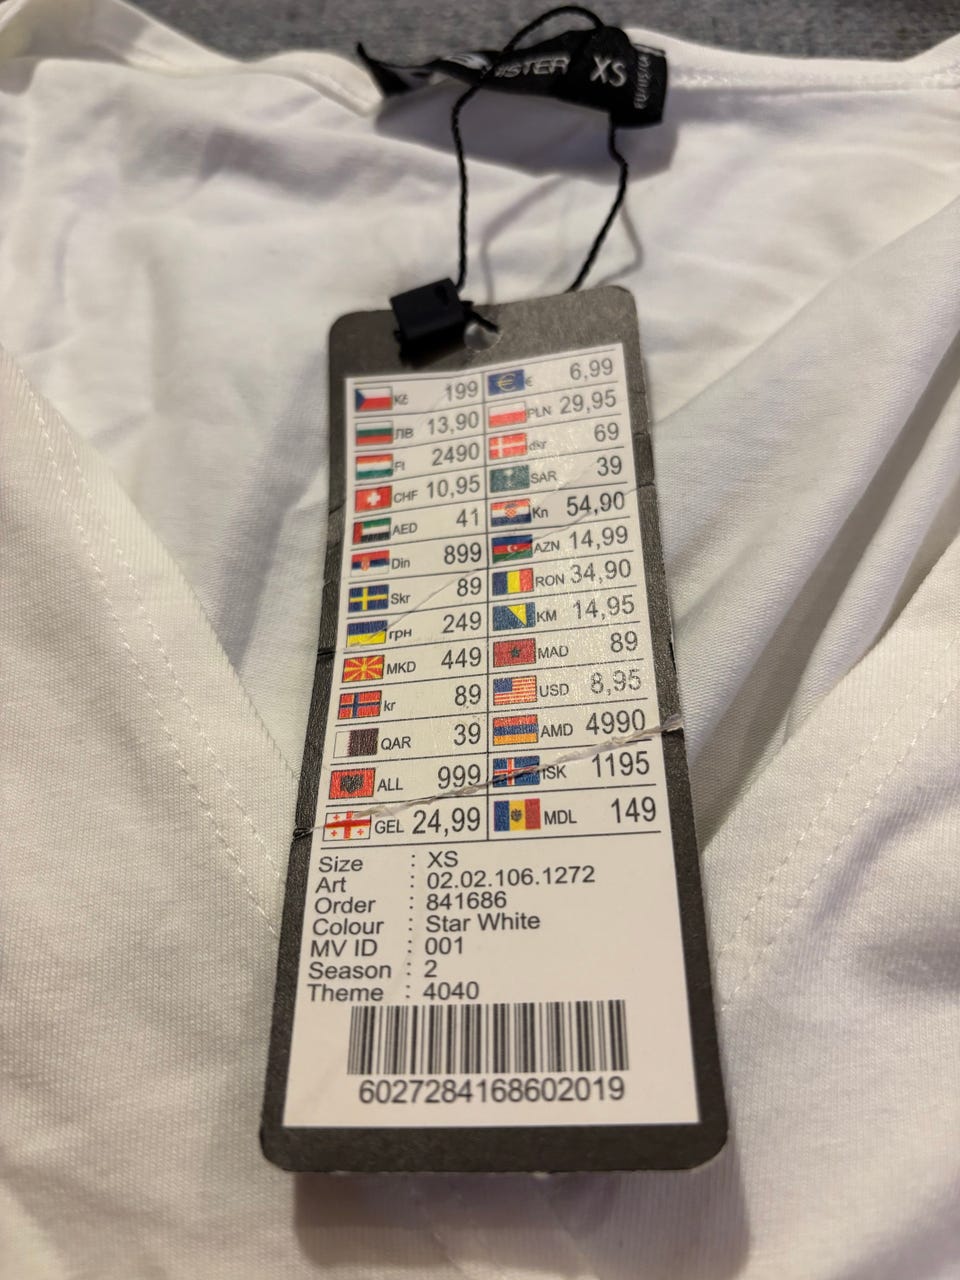 XS
Kč 199 € 6,99
ЛВ 13,90 PLN 29,95
Ft 2490 dkr 69
CHF 10,95 SAR 39
AED 41 Kn 54,90
Din 899 AZN 14,99
Skr 89 RON 34,90
грн 249 KM 14,95
MKD 449 MAD 89
kr 89 USD 8,95
QAR 39 AMD 4990
ALL 999 ISK 1195
GEL 24,99 MDL 149
Size : XS
Art : 02.02.106.1272
Order : 841686
Colour : Star White
MV ID : 001
Season : 2
Theme : 4040
6027284168602019